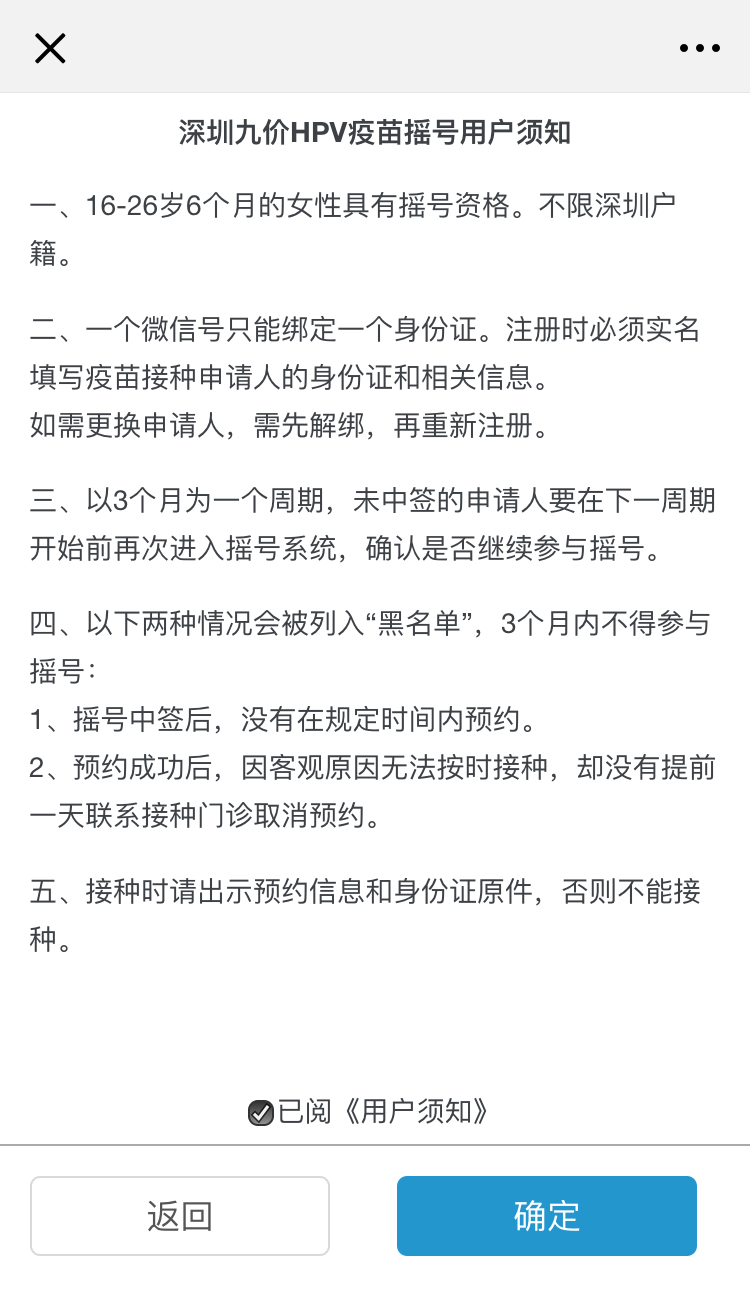 深圳九价HPV疫苗摇号用户须知
一、16-26岁6个月的女性具有摇号资格。不限深圳户
籍。
二、一个微信号只能绑定一个身份证。注册时必须实名
填写疫苗接种申请人的身份证和相关信息。
如需更换申请人，需先解绑，再重新注册。
三、以3个月为一个周期，未中签的申请人要在下一周期
开始前再次进入摇号系统，确认是否继续参与摇号。
四、以下两种情况会被列入“黑名单”，3个月内不得参与
摇号：
1、摇号中签后，没有在规定时间内预约。
2、预约成功后，因客观原因无法按时接种，却没有提前
一天联系接种门诊取消预约。
五、接种时请出示预约信息和身份证原件，否则不能接
种。
已阅《用户须知》
返回
确定